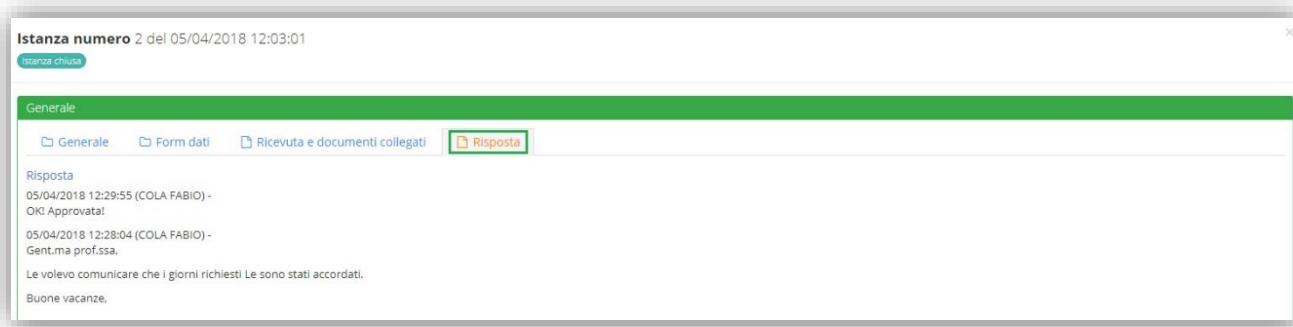 Istanza numero 2 del 05/04/2018 12:03:01
Istanza chiusa
Generale
Generale Form dati Ricevuta e documenti collegati Risposta
Risposta
05/04/2018 12:29:55 (COLA FABIO) -
OK! Approvata!
05/04/2018 12:28:04 (COLA FABIO) -
Gent.ma prof.ssa,
Le volevo comunicare che i giorni richiesti Le sono stati accordati.
Buone vacanze,